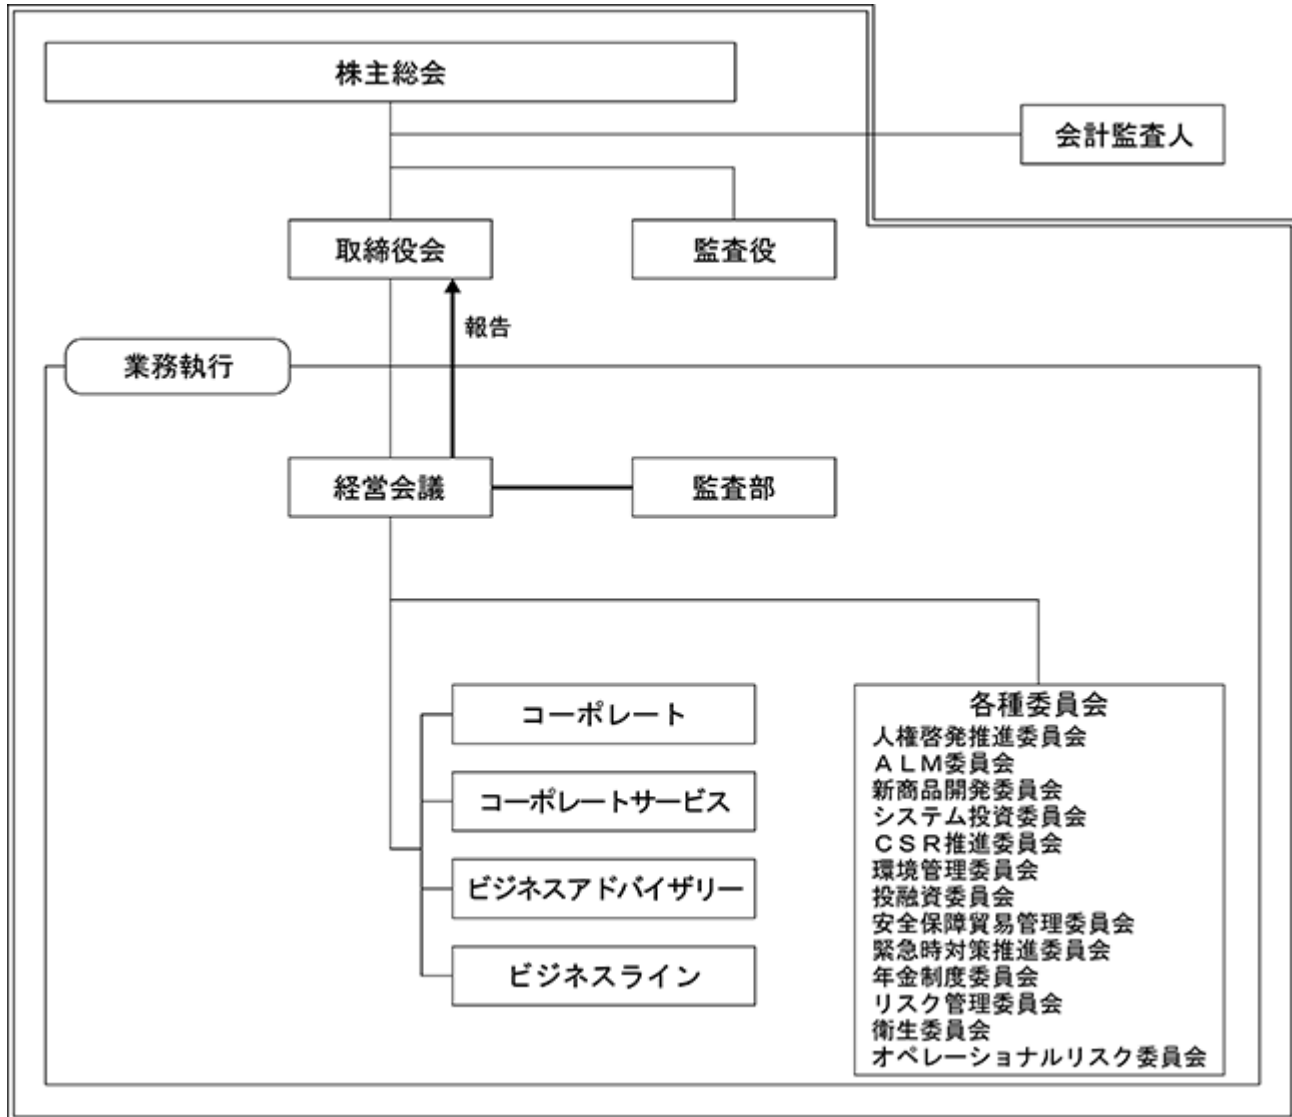 株主総会
会計監査人
取締役会
監査役
報告
業務執行
経営会議
監査部
コーポレート
コーポレートサービス
ビジネスアドバイザリー
ビジネスライン
各種委員会
人権啓発推進委員会
ＡＬＭ委員会
新商品開発委員会
システム投資委員会
ＣＳＲ推進委員会
環境管理委員会
投融資委員会
安全保障貿易管理委員会
緊急時対策推進委員会
年金制度委員会
リスク管理委員会
衛生委員会
オペレーショナルリスク委員会